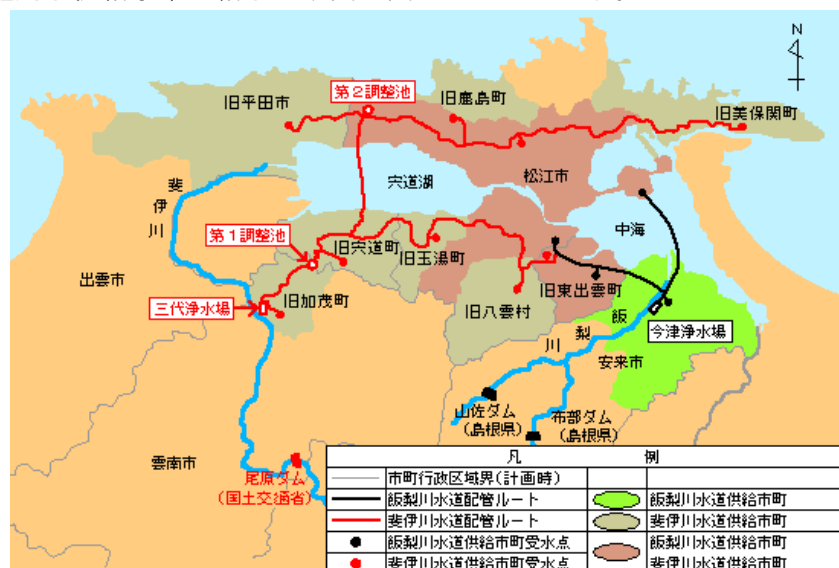 N
第2調整池
旧鹿島町
旧平田市
旧美保関町
松江市
宍道湖
斐伊川
中海
第1調整池
旧宍道町
旧玉湯町
出雲市
旧東出雲町
三代浄水場
旧加茂町
旧八雲村
飯梨川
今津浄水場
安来市
山佐ダム
(島根県)
布部ダム
(島根県)
雲南市
尾原ダム
(国土交通省)
凡 例
市町行政区域界(計画時)
飯梨川水道配管ルート
飯梨川水道供給市町
斐伊川水道配管ルート
斐伊川水道供給市町
飯梨川水道供給市町受水点
飯梨川水道供給市町
斐伊川水道供給市町受水点
斐伊川水道供給市町